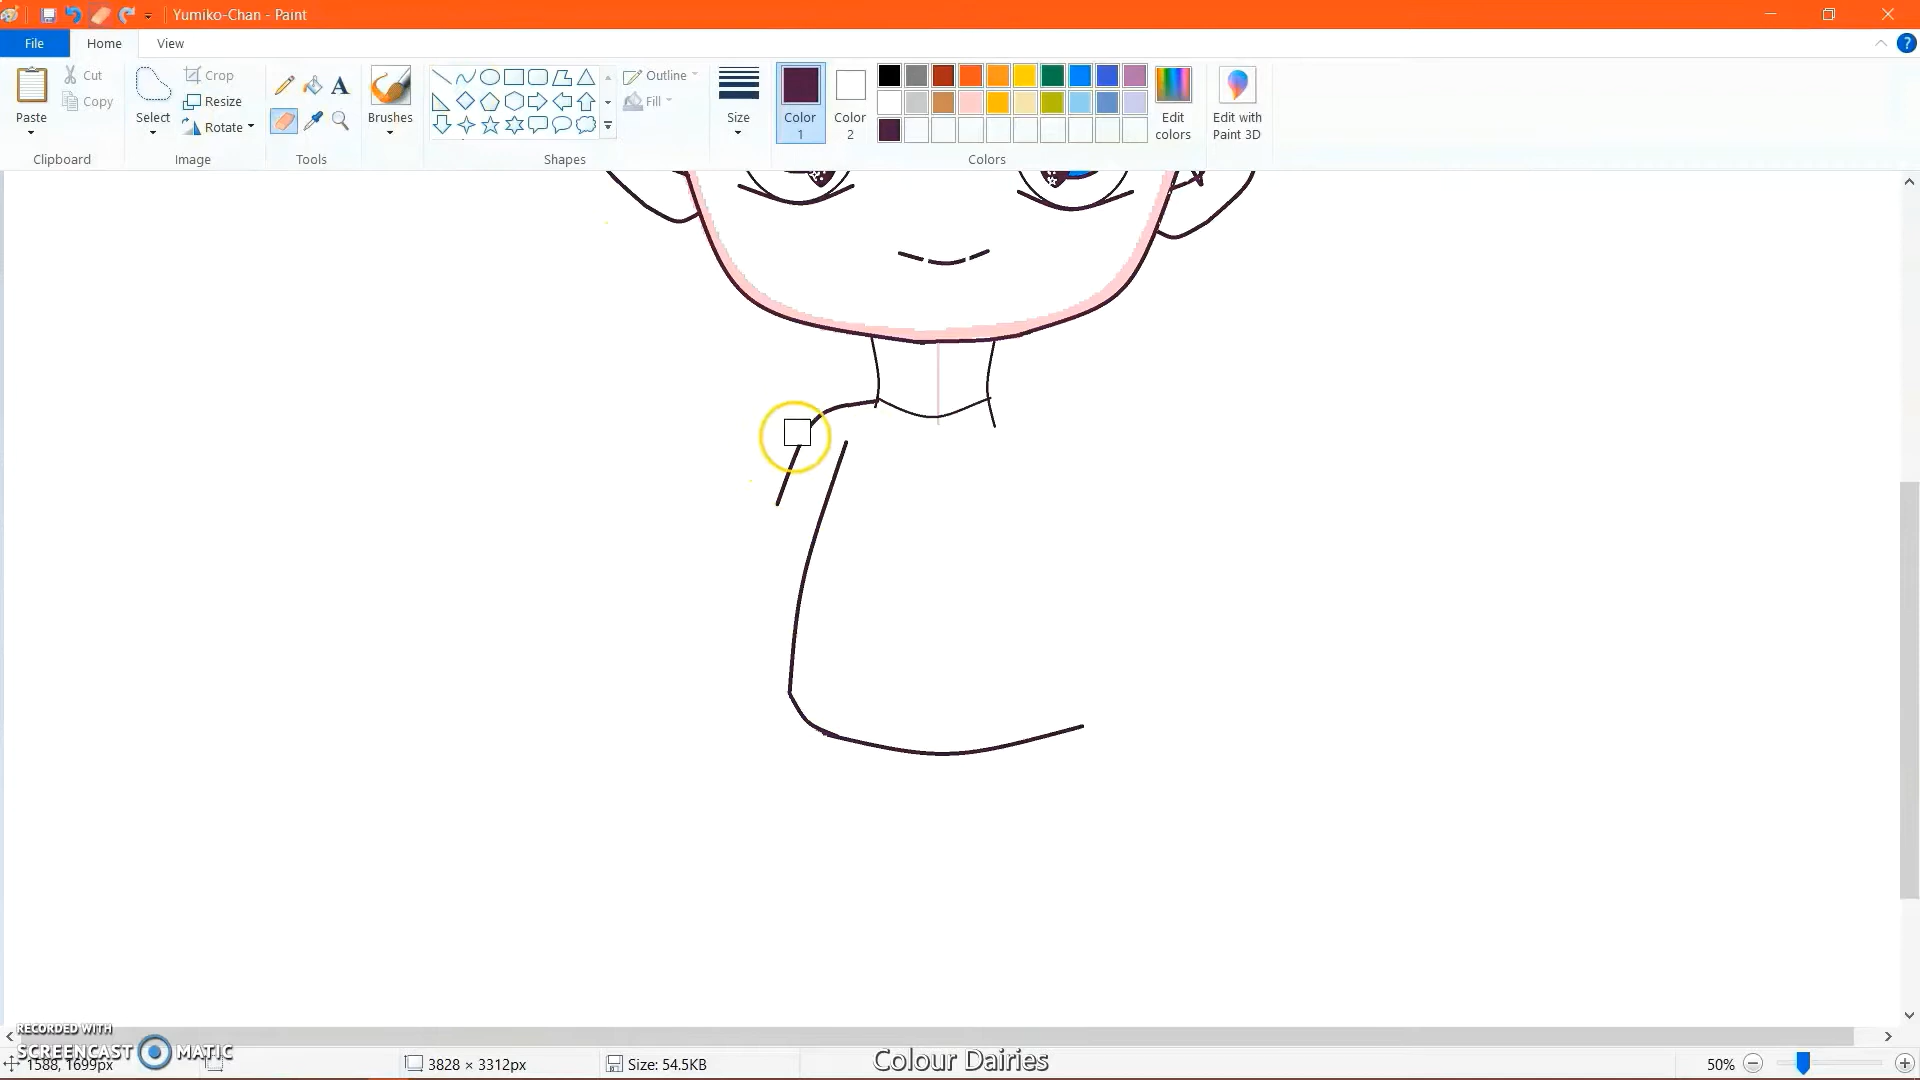 Yumiko-Chan - Paint
File Home View
Paste
Cut
Copy
Clipboard
Select
Crop
Resize
Rotate
Image
A
Tools
Brushes
Shapes
Outline
Fill
Size
Color 1
Color 2
Edit colors
Colors
Edit with Paint 3D
?
RECORDED WITH
SCREENCAST MATIC
1588, 1699px
3828 × 3312px
Size: 54.5KB
Colour Dairies
50%